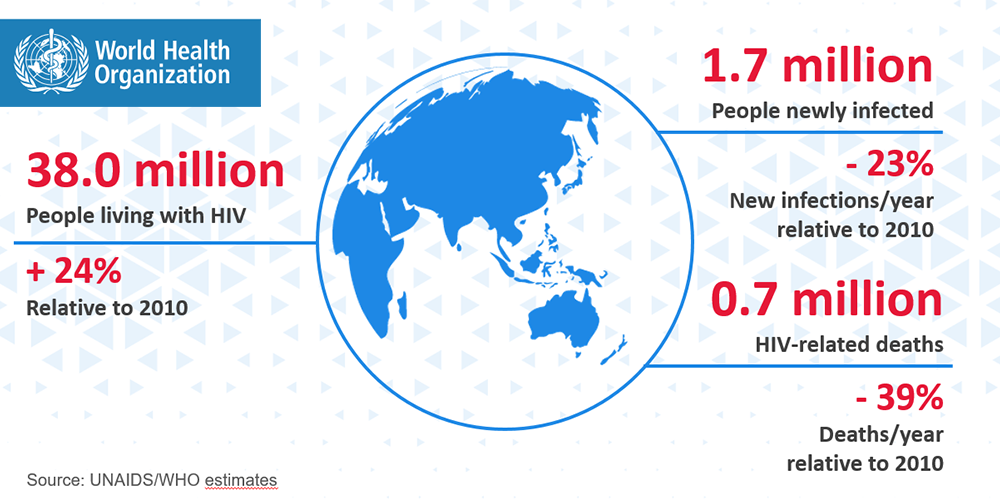 World Health
Organization
38.0 million
People living with HIV
+ 24%
Relative to 2010
1.7 million
People newly infected
- 23%
New infections/year
relative to 2010
0.7 million
HIV-related deaths
- 39%
Deaths/year
relative to 2010
Source: UNAIDS/WHO estimates